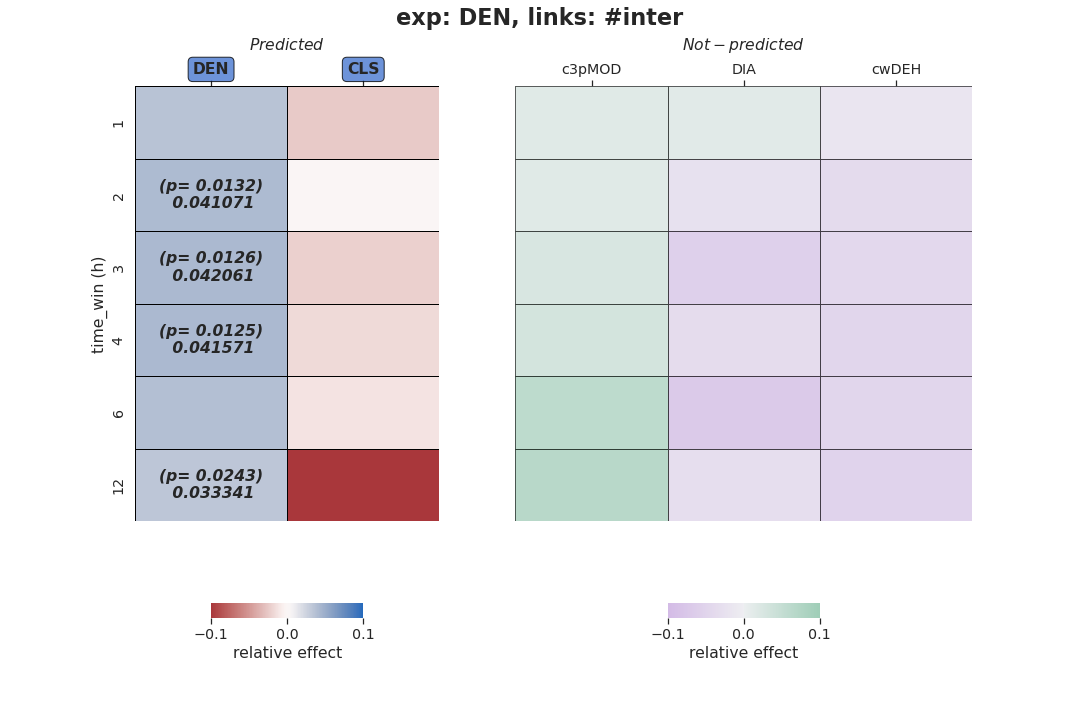 exp: DEN, links: #inter
Predicted
Not − predicted
DEN
CLS
c3pMOD
DIA
cwDEH
time_win (h)
1
2
(p= 0.0132)
0.041071
3
(p= 0.0126)
0.042061
4
(p= 0.0125)
0.041571
6
12
(p= 0.0243)
0.033341
−0.1
0.0
0.1
relative effect
−0.1
0.0
0.1
relative effect